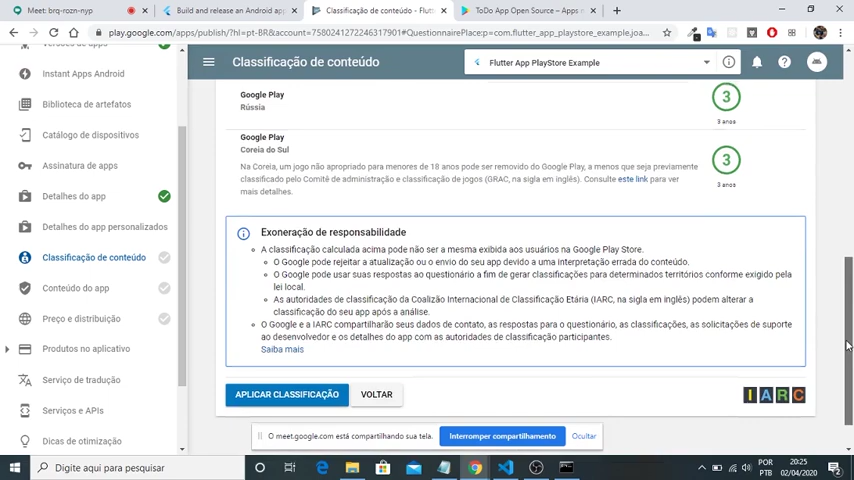 Meet: brq-rozn-nyp
Build and release an Android app
Classificação de conteúdo - Flutt
ToDo App Open Source – Apps n
play.google.com/apps/publish/?hl=pt-BR&account=7580241272246317901#QuestionnairePlace:p=com.flutter_app_playstore_example.joa...
Versões de apps
Instant Apps Android
Biblioteca de artefatos
Catálogo de dispositivos
Assinatura de apps
Detalhes do app
Detalhes do app personalizados
Classificação de conteúdo
Conteúdo do app
Preço e distribuição
Produtos no aplicativo
Serviço de tradução
Serviços e APIs
Dicas de otimização
Classificação de conteúdo
Flutter App PlayStore Example
Google Play
Rússia
3
3 anos
Google Play
Coreia do Sul
Na Coreia, um jogo não apropriado para menores de 18 anos pode ser removido do Google Play, a menos que seja previamente
classificado pelo Comitê de administração e classificação de jogos (GRAC, na sigla em inglês). Consulte este link para ver
mais detalhes.
3
3 anos
Exoneração de responsabilidade
A classificação calculada acima pode não ser a mesma exibida aos usuários na Google Play Store.
O Google pode rejeitar a atualização ou o envio do seu app devido a uma interpretação errada do conteúdo.
O Google pode usar suas respostas ao questionário a fim de gerar classificações para determinados territórios conforme exigido pela
lei local.
As autoridades de classificação da Coalizão Internacional de Classificação Etária (IARC, na sigla em inglês) podem alterar a
classificação do seu app após a análise.
O Google e a IARC compartilharão seus dados de contato, as respostas para o questionário, as classificações, as solicitações de suporte
ao desenvolvedor e os detalhes do app com as autoridades de classificação participantes.
Saiba mais
APLICAR CLASSIFICAÇÃO
VOLTAR
IARC
O meet.google.com está compartilhando sua tela.
Interromper compartilhamento
Ocultar
Digite aqui para pesquisar
POR
PTB
20:25
02/04/2020
2